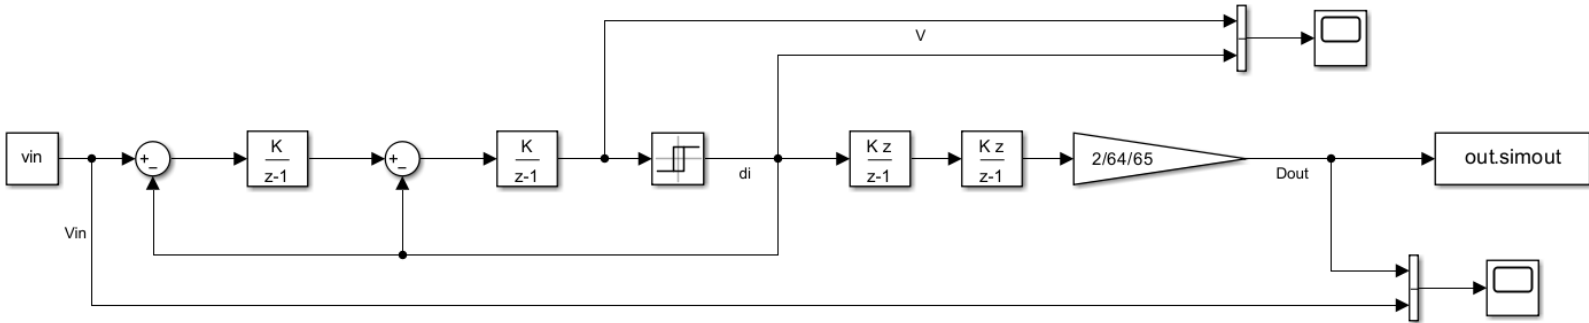 V
vin
+
−
K
z-1
+
−
K
z-1
di
K z
z-1
K z
z-1
2/64/65
Dout
out.simout
Vin